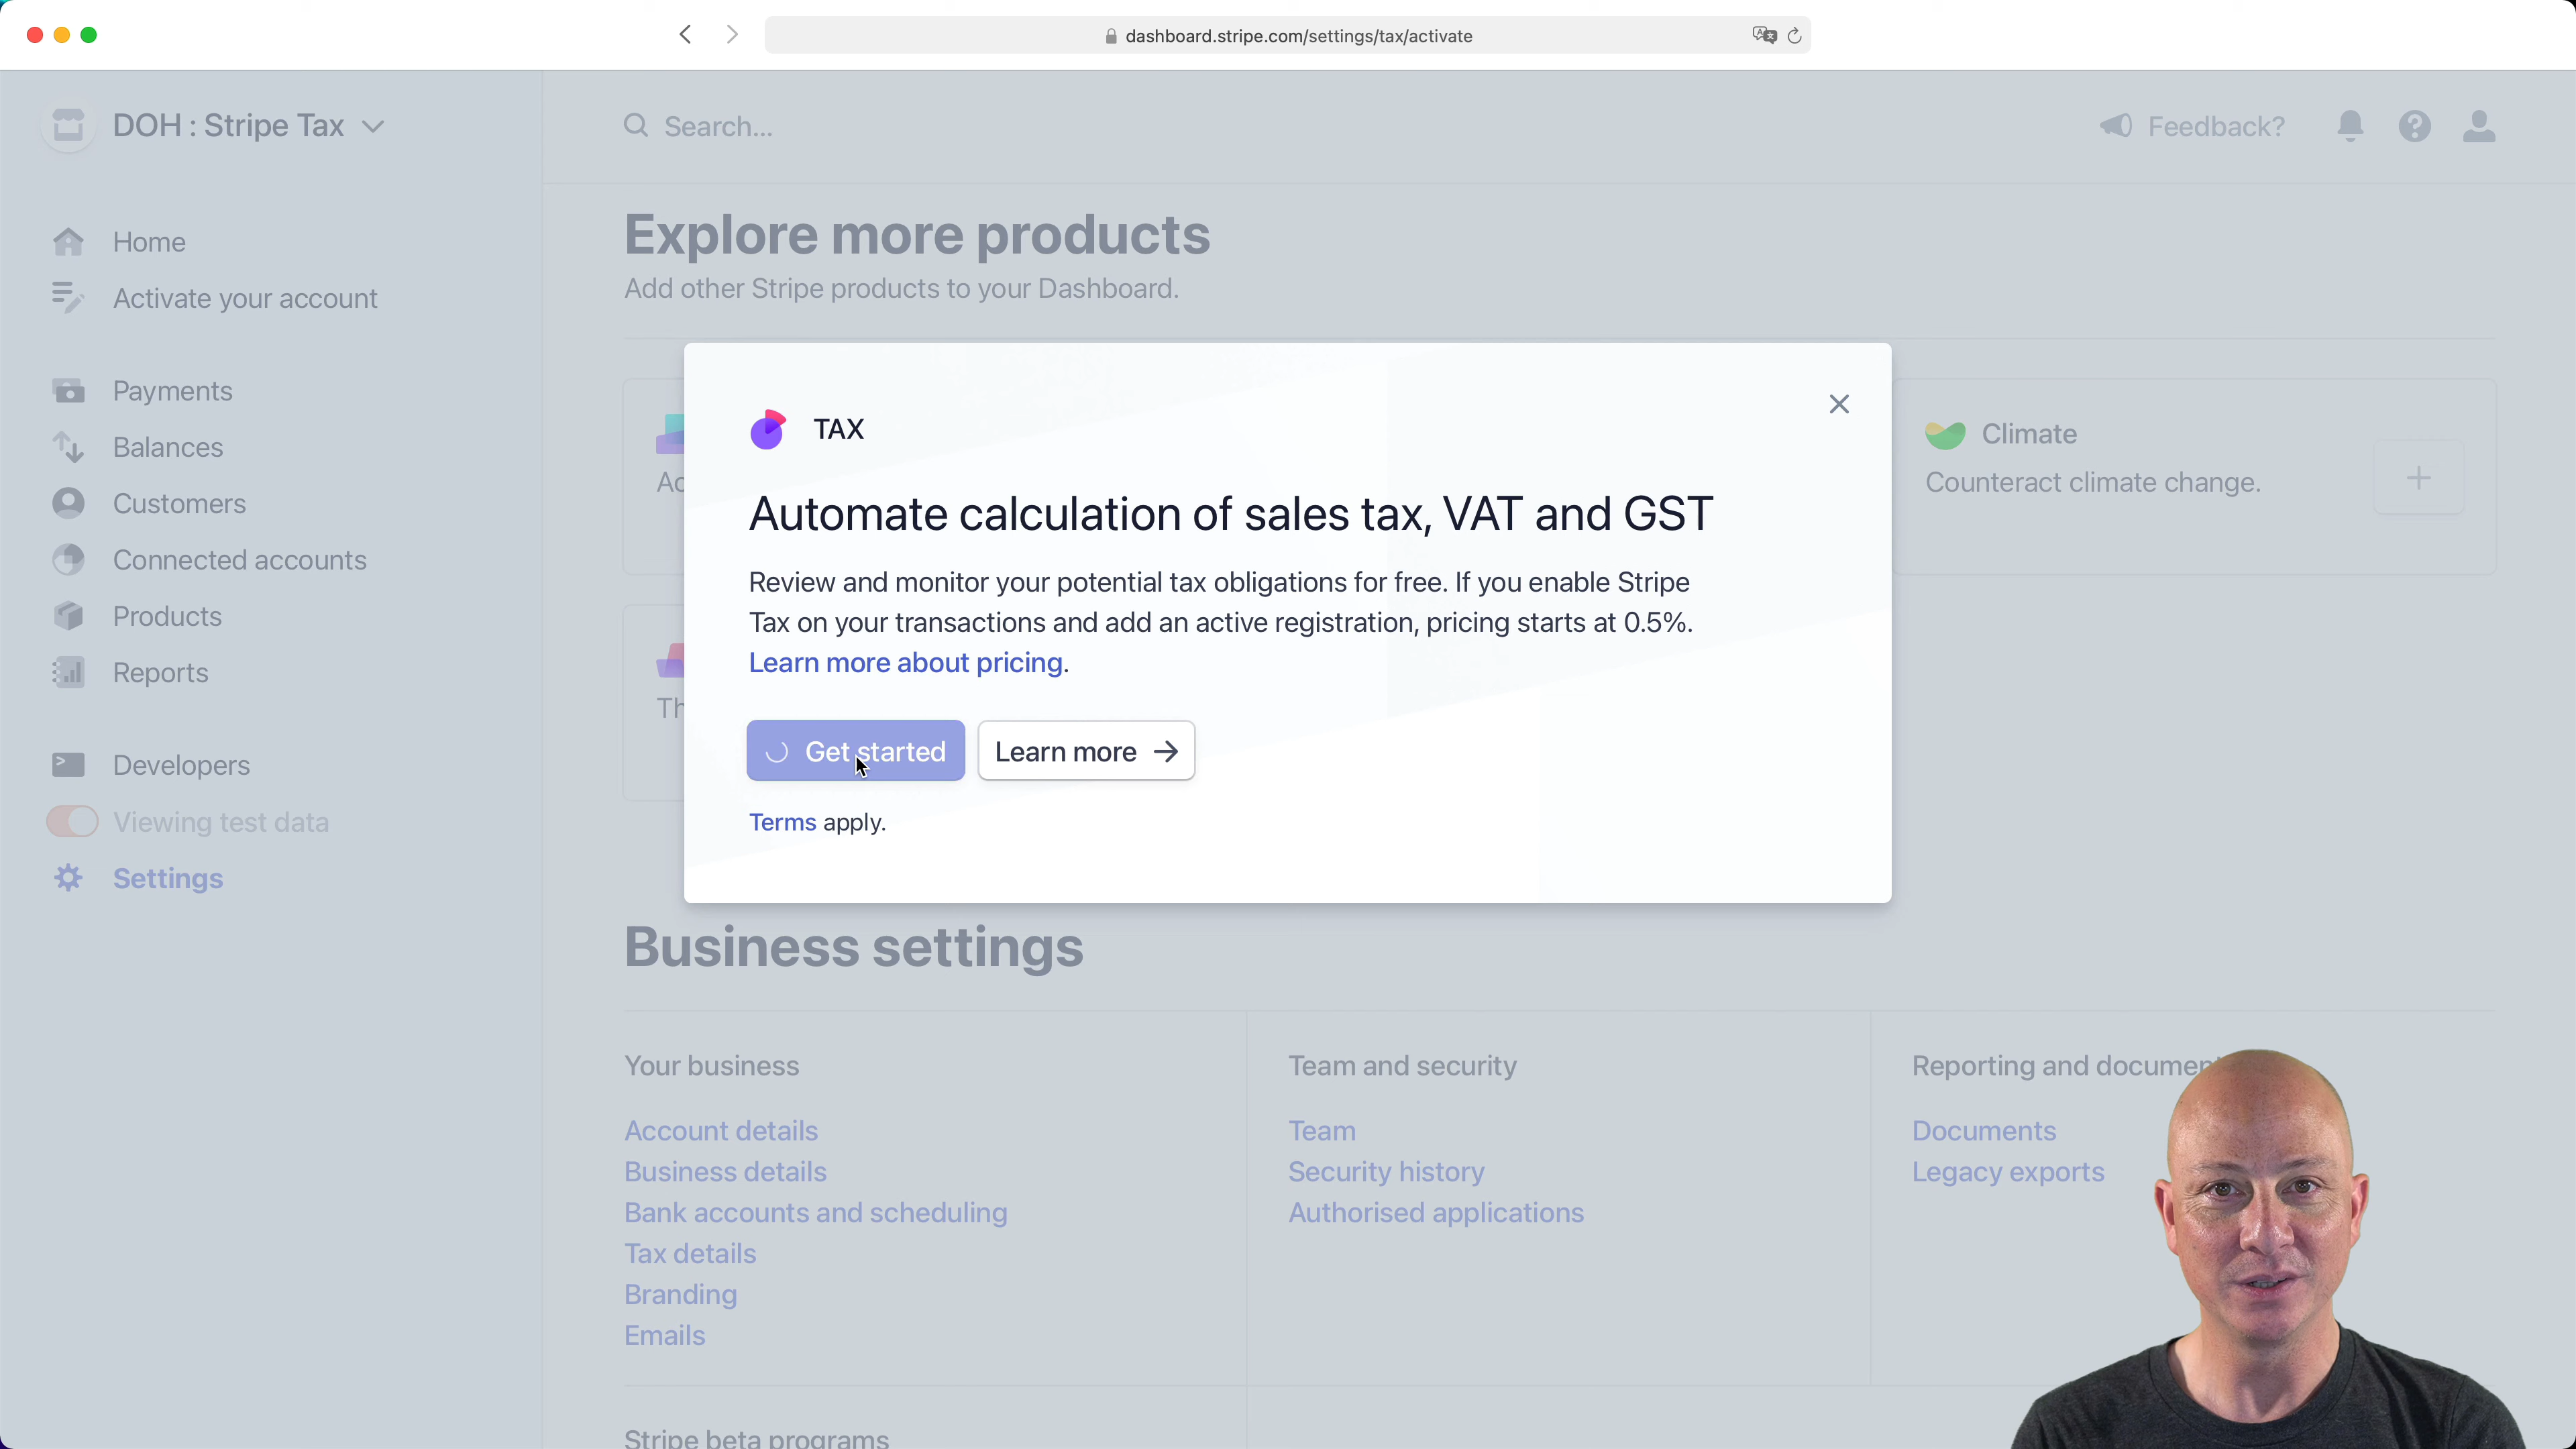 dashboard.stripe.com/settings/tax/activate
DOH : Stripe Tax
Search...
Feedback?
Home
Activate your account
Payments
Balances
Customers
Connected accounts
Products
Reports
Developers
Viewing test data
Settings
Explore more products
Add other Stripe products to your Dashboard.
Climate
Counteract climate change.
TAX
Automate calculation of sales tax, VAT and GST
Review and monitor your potential tax obligations for free. If you enable Stripe
Tax on your transactions and add an active registration, pricing starts at 0.5%.
Learn more about pricing.
Get started
Learn more →
Terms apply.
Business settings
Your business
Account details
Business details
Bank accounts and scheduling
Tax details
Branding
Emails
Team and security
Team
Security history
Authorised applications
Reporting and
Documents
Legacy exports
Stripe beta programs